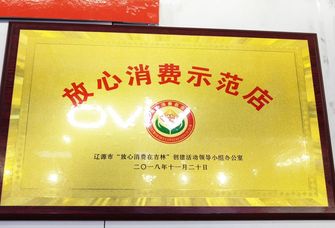 放心消费示范店
辽源市“放心消费在吉林”创建活动领导小组办公室
二〇一八年十一月二十日